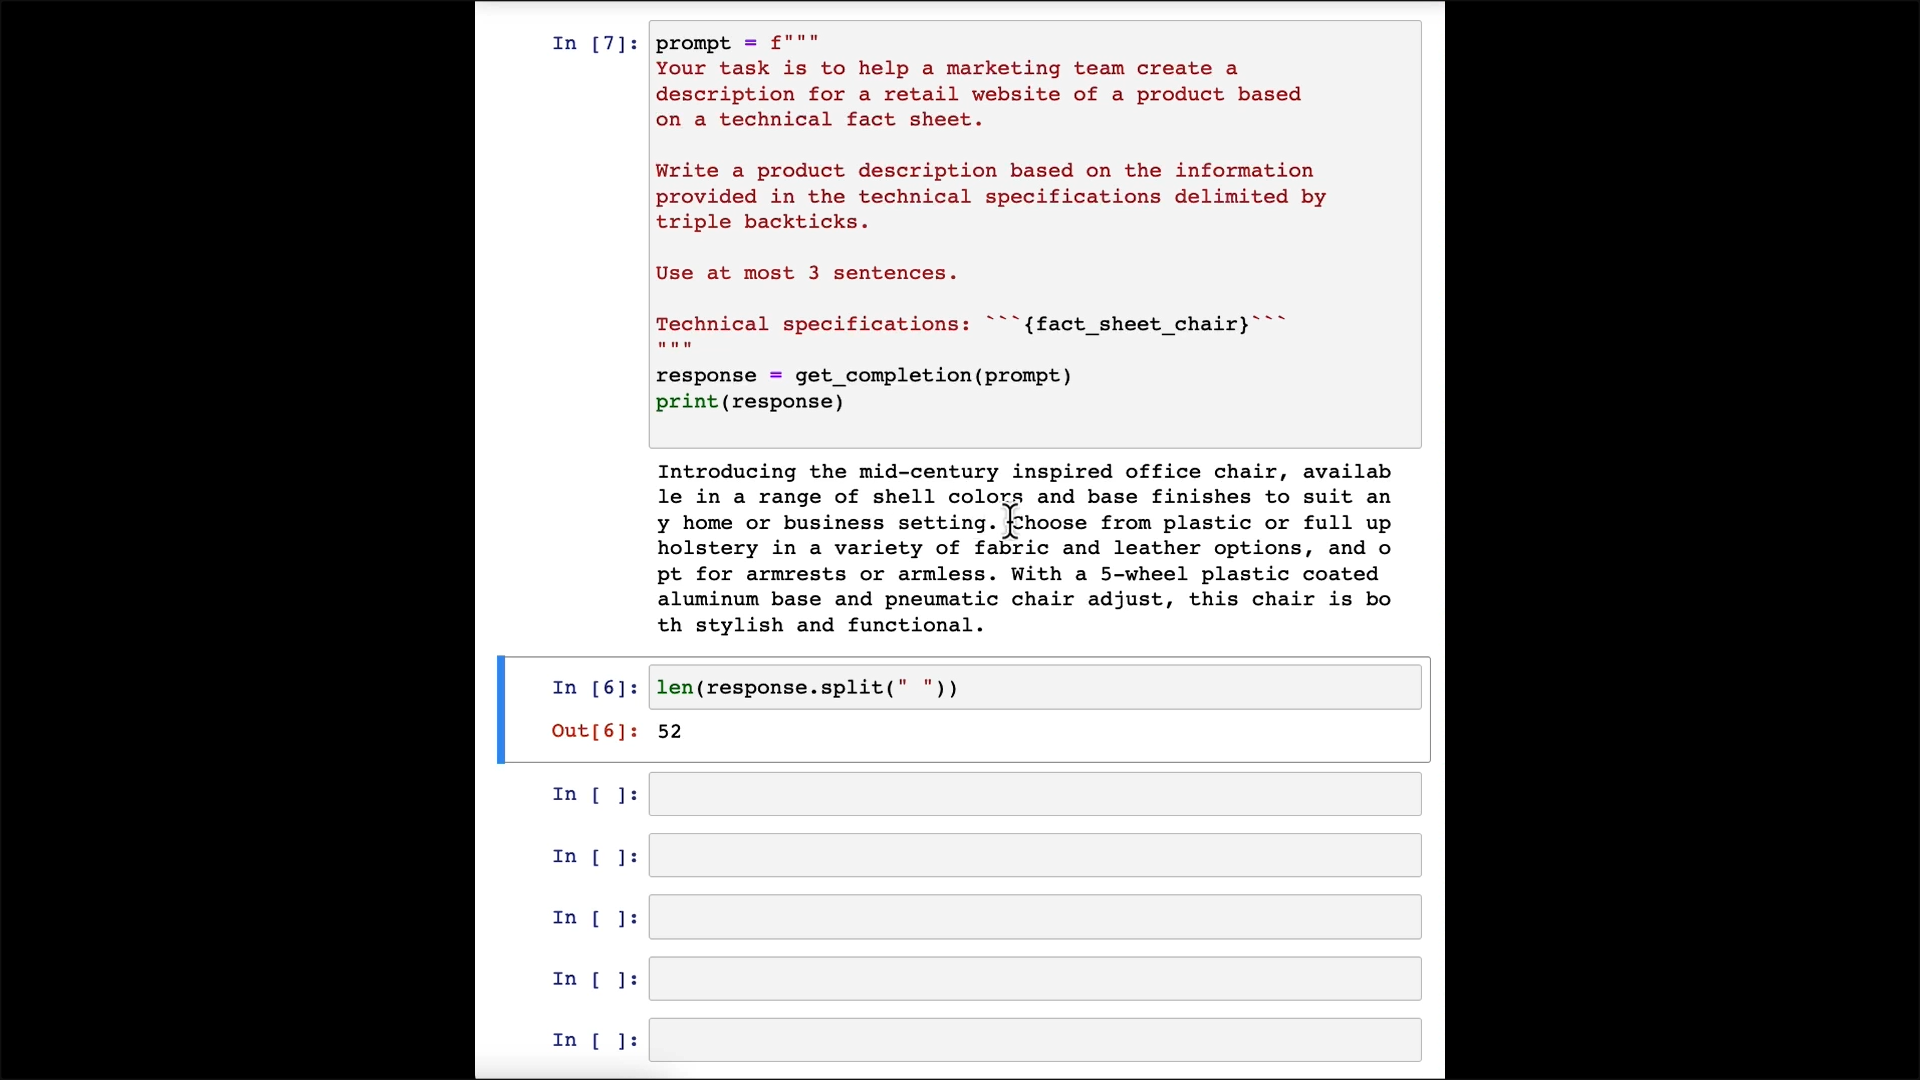 In [7]: prompt = f"""
Your task is to help a marketing team create a
description for a retail website of a product based
on a technical fact sheet.
Write a product description based on the information
provided in the technical specifications delimited by
triple backticks.
Use at most 3 sentences.
Technical specifications: ```{fact_sheet_chair}```
"""
response = get_completion(prompt)
print(response)
Introducing the mid-century inspired office chair, availab
le in a range of shell colors and base finishes to suit an
y home or business setting. Choose from plastic or full up
holstery in a variety of fabric and leather options, and o
pt for armrests or armless. With a 5-wheel plastic coated
aluminum base and pneumatic chair adjust, this chair is bo
th stylish and functional.
In [6]: len(response.split(" "))
Out[6]: 52
In [ ]:
In [ ]:
In [ ]:
In [ ]:
In [ ]: